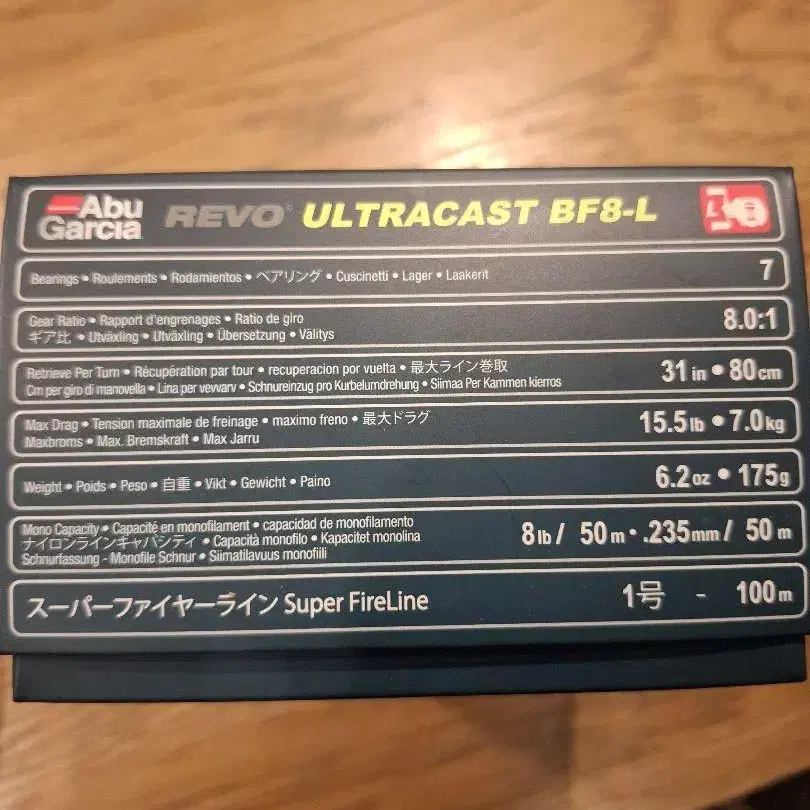 Abu Garcia REVO® ULTRACAST BF8-L L
Bearings • Roulements • Rodamientos • ベアリング • Cuscinetti • Lager • Laakerit 7
Gear Ratio • Rapport d'engrenages • Ratio de giro
ギア比 • Utväxling • Utväxling • Übersetzung • Välitys 8.0:1
Retrieve Per Turn • Récupération par tour • recuperacion por vuelta • 最大ライン巻取
Cm per giro di manovella • Lina per vevvarv • Schnureinzug pro Kurbelumdrehung • Siimaa Per Kammen kierros 31 in • 80 cm
Max Drag • Tension maximale de freinage • maximo freno • 最大ドラグ
Maxbroms • Max. Bremskraft • Max Jarru 15.5 lb • 7.0 kg
Weight • Poids • Peso • 自重 • Vikt • Gewicht • Paino 6.2 oz • 175 g
Mono Capacity • Capacité en monofilament • capacidad de monofilamento
ナイロンラインキャパシティ • Capacità monofilo • Kapacitet monolina 8 lb / 50 m · .235 mm / 50 m
Schnurfassung - Monofile Schnur • Siimatilavuus monofiili
スーパーファイヤーライン Super FireLine 1号 - 100 m